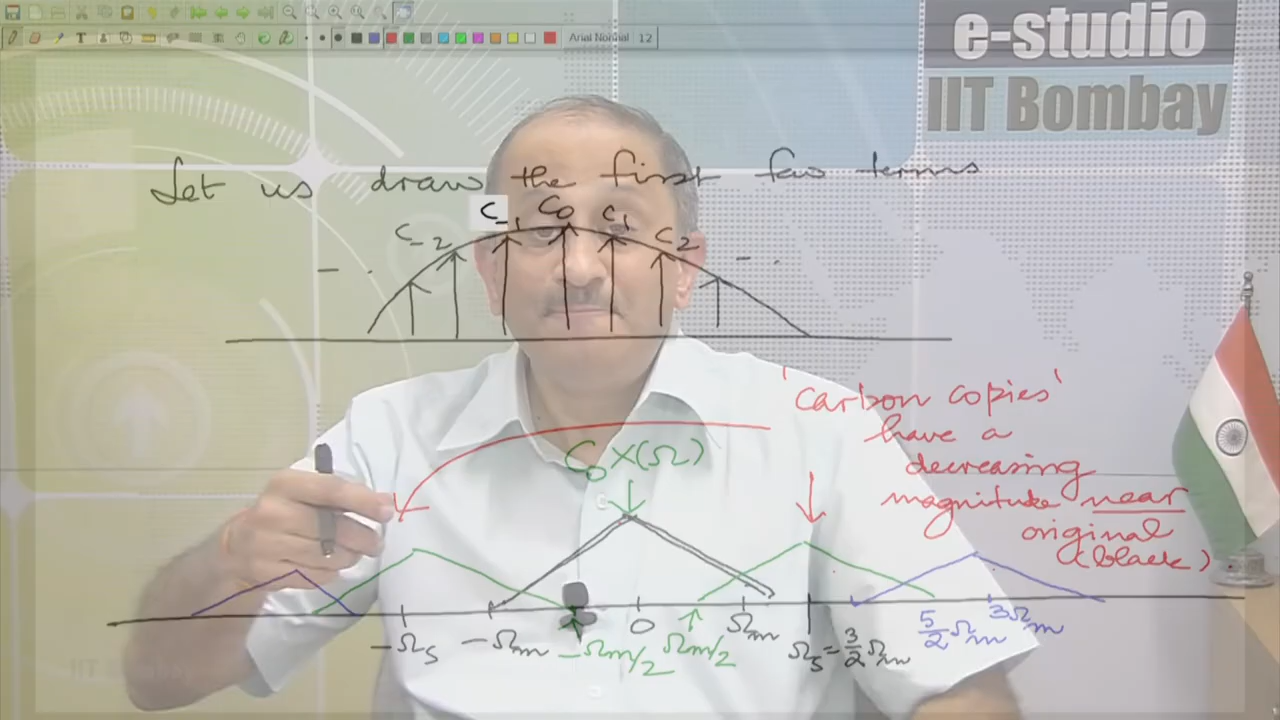 Arial Normal 12
e-studio
IIT Bombay
Let us draw the first few terms
C-2 C-1 C0 C1 C2
'Carbon copies'
have a
decreasing
magnitude near
original
(black)
C0 X(Ω)
-Ωs -Ωm -Ωm/2 0 Ωm/2 Ωm Ωs = 3/2 Ωm 5/2 Ωm 3Ωm
IIT Bombay